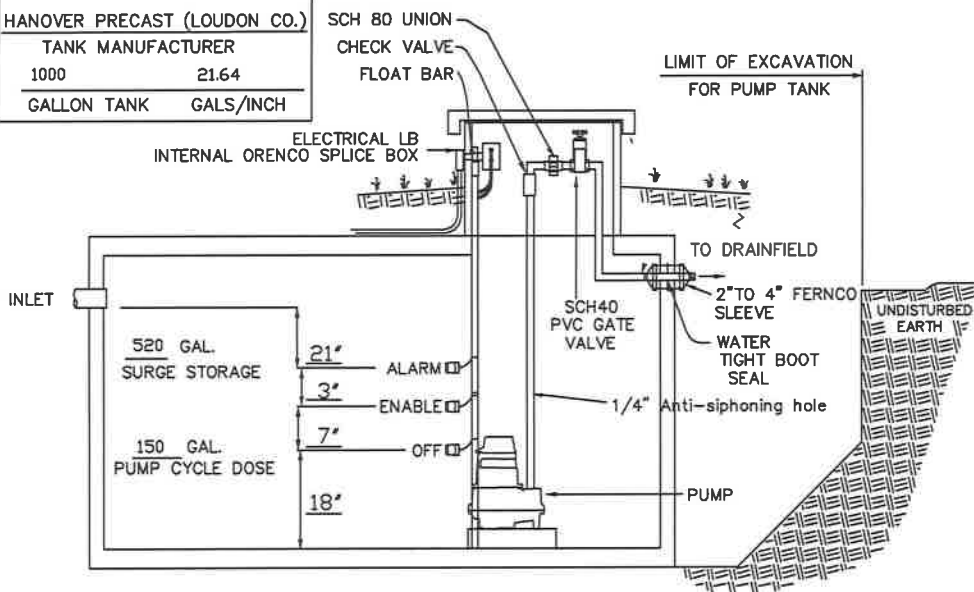 HANOVER PRECAST (LOUDON CO.)
TANK MANUFACTURER
1000 21.64
GALLON TANK GALS/INCH
SCH 80 UNION
CHECK VALVE
FLOAT BAR
ELECTRICAL LB
INTERNAL ORENCO SPLICE BOX
LIMIT OF EXCAVATION
FOR PUMP TANK
TO DRAINFIELD
INLET
2"TO 4" FERNCO
SLEEVE
UNDISTURBED
EARTH
SCH40
PVC GATE
VALVE
WATER
TIGHT BOOT
SEAL
520 GAL.
SURGE STORAGE
21"
ALARM
3"
ENABLE
1/4" Anti-siphoning hole
7"
OFF
150 GAL.
PUMP CYCLE DOSE
18"
PUMP